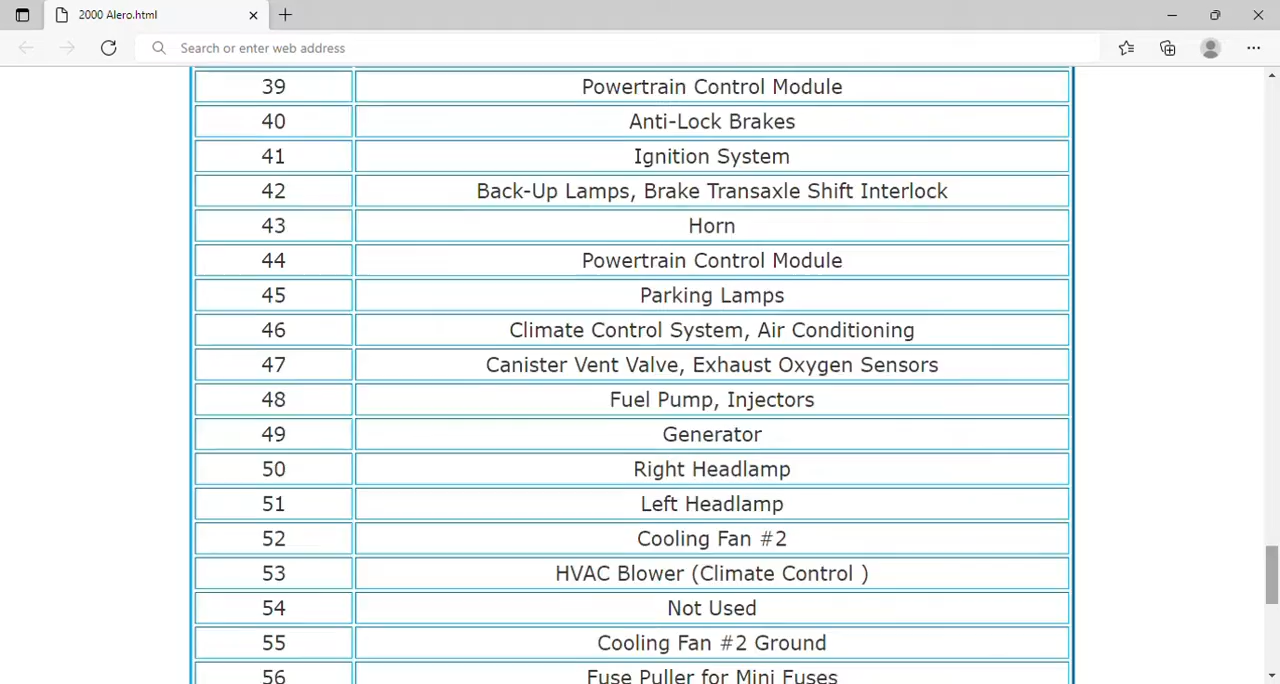 2000 Alero.html
Search or enter web address
39 Powertrain Control Module
40 Anti-Lock Brakes
41 Ignition System
42 Back-Up Lamps, Brake Transaxle Shift Interlock
43 Horn
44 Powertrain Control Module
45 Parking Lamps
46 Climate Control System, Air Conditioning
47 Canister Vent Valve, Exhaust Oxygen Sensors
48 Fuel Pump, Injectors
49 Generator
50 Right Headlamp
51 Left Headlamp
52 Cooling Fan #2
53 HVAC Blower (Climate Control )
54 Not Used
55 Cooling Fan #2 Ground
56 Fuse Puller for Mini Fuses